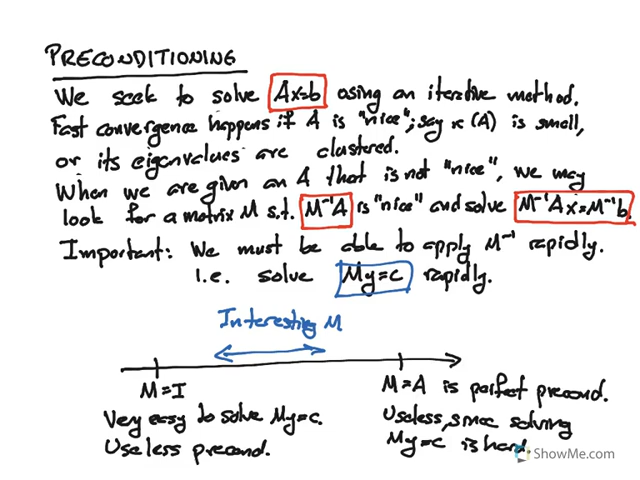 PRECONDITIONING
We seek to solve Ax=b using an iterative method.
Fast convergence happens if A is "nice"; say κ(A) is small,
or its eigenvalues are clustered.
When we are given an A that is not "nice", we may
look for a matrix M s.t. M⁻¹A is "nice" and solve M⁻¹Ax=M⁻¹b.
Important: We must be able to apply M⁻¹ rapidly.
I.e. solve My=c rapidly.
Interesting M
M=I
Very easy to solve My=c.
Useless precond.
M=A is perfect precond.
Useless, since solving
My=c is hard.
ShowMe.com